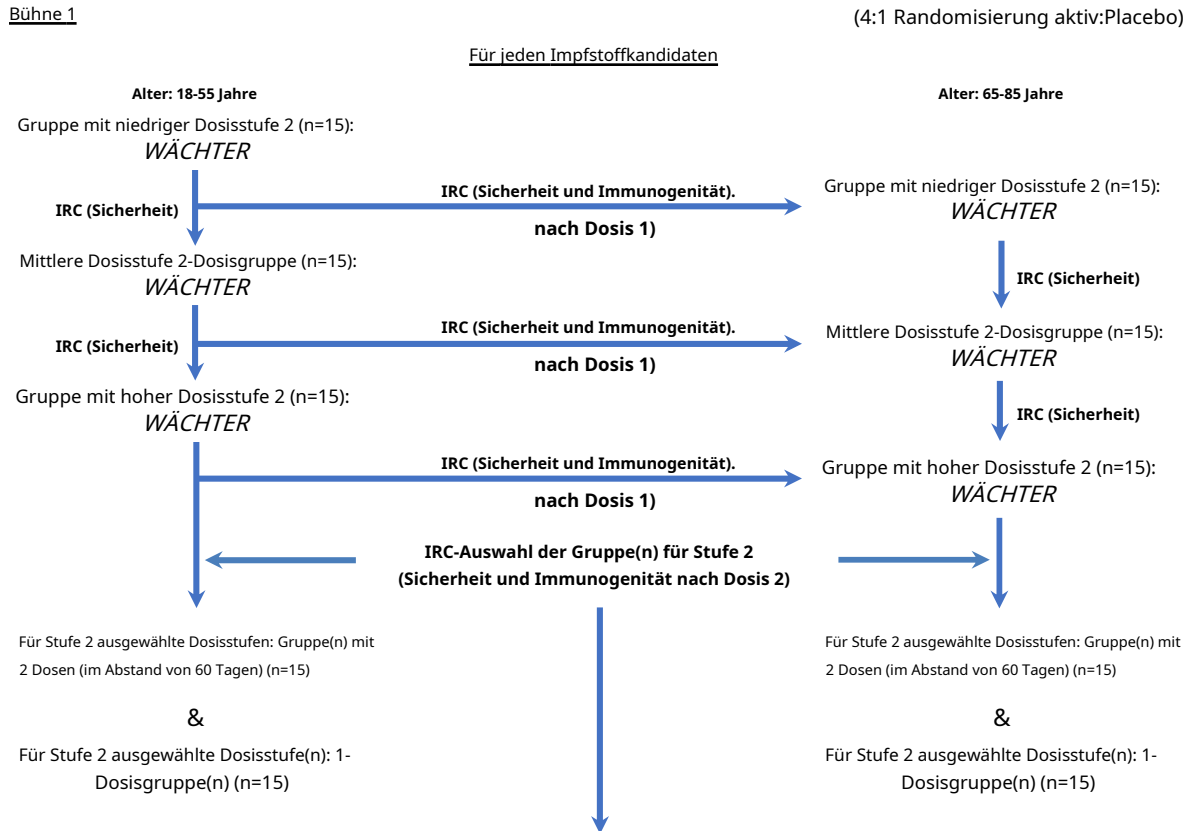 Bühne 1
(4:1 Randomisierung aktiv:Placebo)
Für jeden Impfstoffkandidaten
Alter: 18-55 Jahre
Alter: 65-85 Jahre
Gruppe mit niedriger Dosisstufe 2 (n=15):
WÄCHTER
IRC (Sicherheit und Immunogenität).
nach Dosis 1)
Gruppe mit niedriger Dosisstufe 2 (n=15):
WÄCHTER
IRC (Sicherheit)
Mittlere Dosisstufe 2-Dosisgruppe (n=15):
WÄCHTER
IRC (Sicherheit)
IRC (Sicherheit und Immunogenität).
nach Dosis 1)
Mittlere Dosisstufe 2-Dosisgruppe (n=15):
WÄCHTER
IRC (Sicherheit)
Gruppe mit hoher Dosisstufe 2 (n=15):
WÄCHTER
IRC (Sicherheit)
IRC (Sicherheit und Immunogenität).
nach Dosis 1)
Gruppe mit hoher Dosisstufe 2 (n=15):
WÄCHTER
IRC-Auswahl der Gruppe(n) für Stufe 2
(Sicherheit und Immunogenität nach Dosis 2)
Für Stufe 2 ausgewählte Dosisstufen: Gruppe(n) mit
2 Dosen (im Abstand von 60 Tagen) (n=15)
&
Für Stufe 2 ausgewählte Dosisstufe(n): 1-
Dosisgruppe(n) (n=15)
Für Stufe 2 ausgewählte Dosisstufen: Gruppe(n) mit
2 Dosen (im Abstand von 60 Tagen) (n=15)
&
Für Stufe 2 ausgewählte Dosisstufe(n): 1-
Dosisgruppe(n) (n=15)